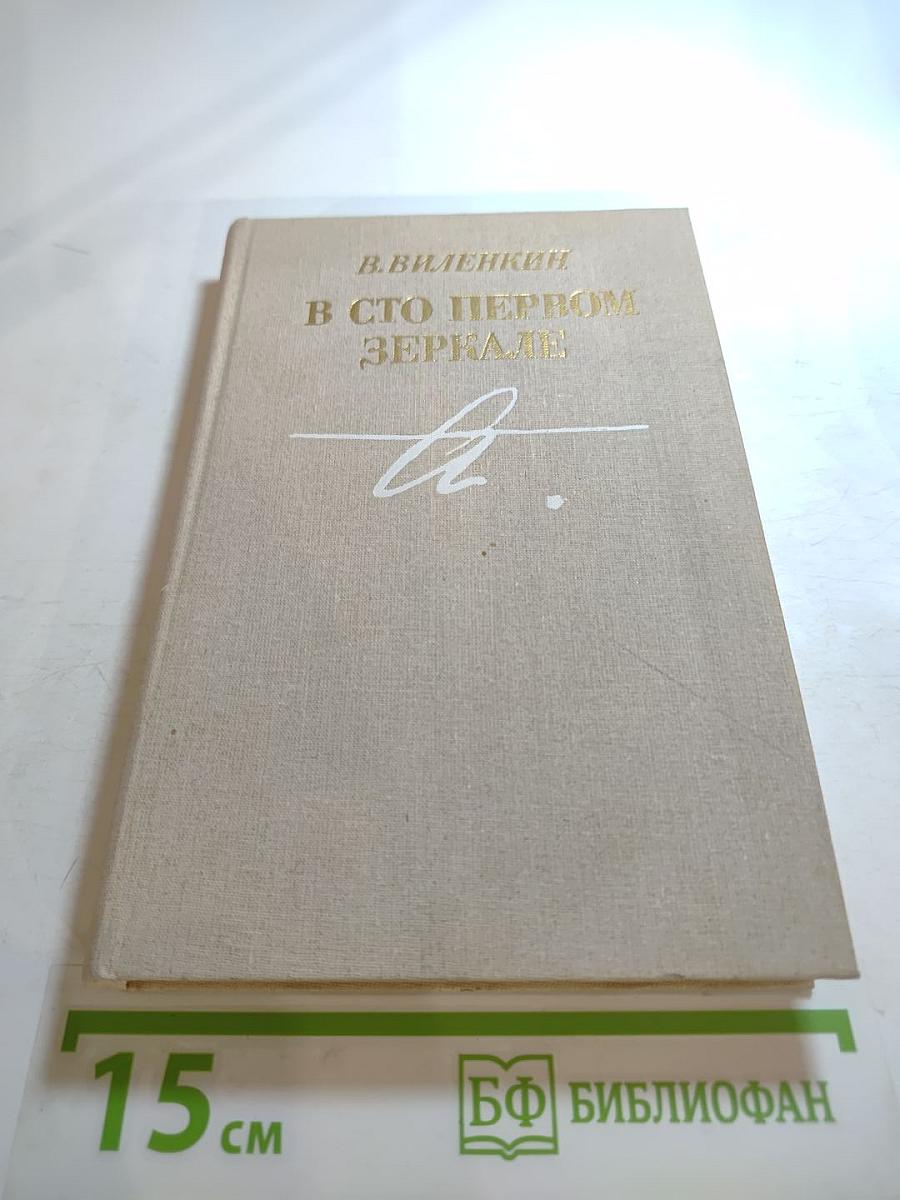 В. ВИЛЕНКИН
В СТО ПЕРВОМ
ЗЕРКАЛЕ
а.
15 см
БФ БИБЛИОФАН